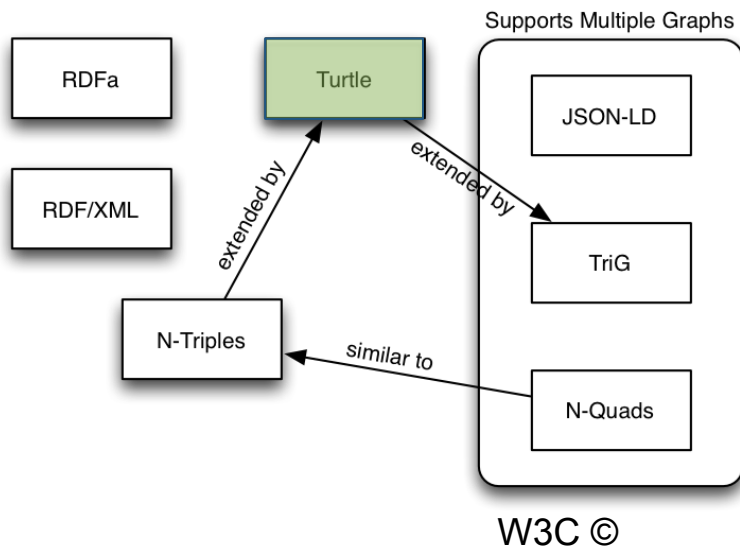 Supports Multiple Graphs
RDFa
Turtle
JSON-LD
extended by
extended by
RDF/XML
TriG
N-Triples
similar to
N-Quads
W3C ©